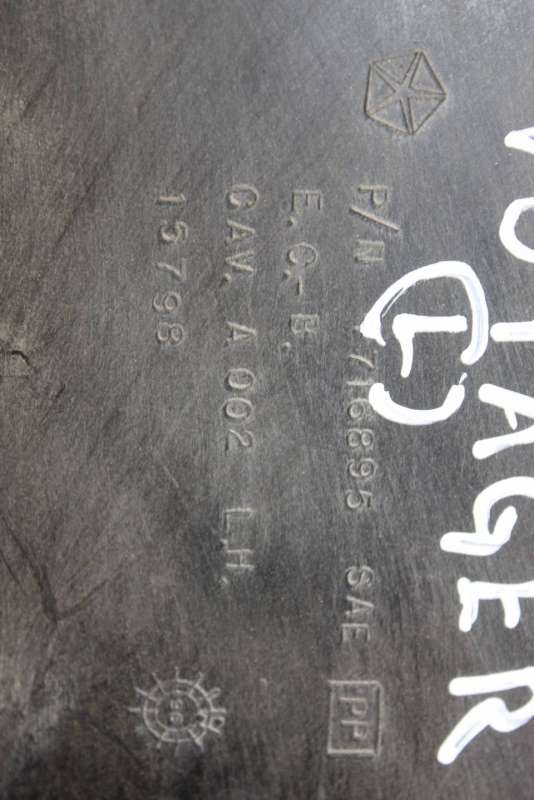 VOYAGER
(L)
P/N 4716895 SAE PP
E.C.-B.
CAV. A 002 L.H.
15798